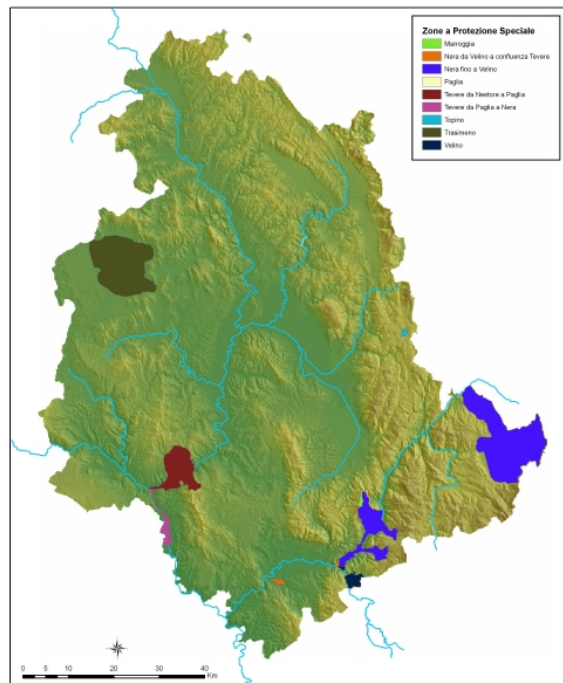 Zone a Protezione Speciale
Marroggia
Nera da Velino a confluenza Tevere
Nera fino a Velino
Paglia
Tevere da Nestore a Paglia
Tevere da Paglia a Nera
Topino
Trasimeno
Velino
0 5 10 20 30 40
Km